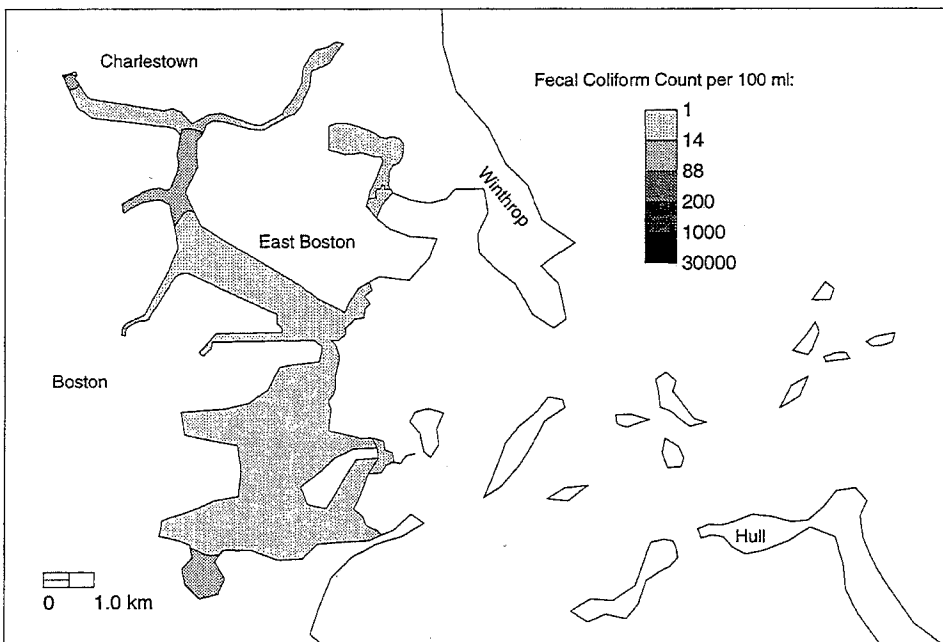 Charlestown
Fecal Coliform Count per 100 ml:
1
14
88
200
1000
30000
Winthrop
East Boston
Boston
Hull
0 1.0 km